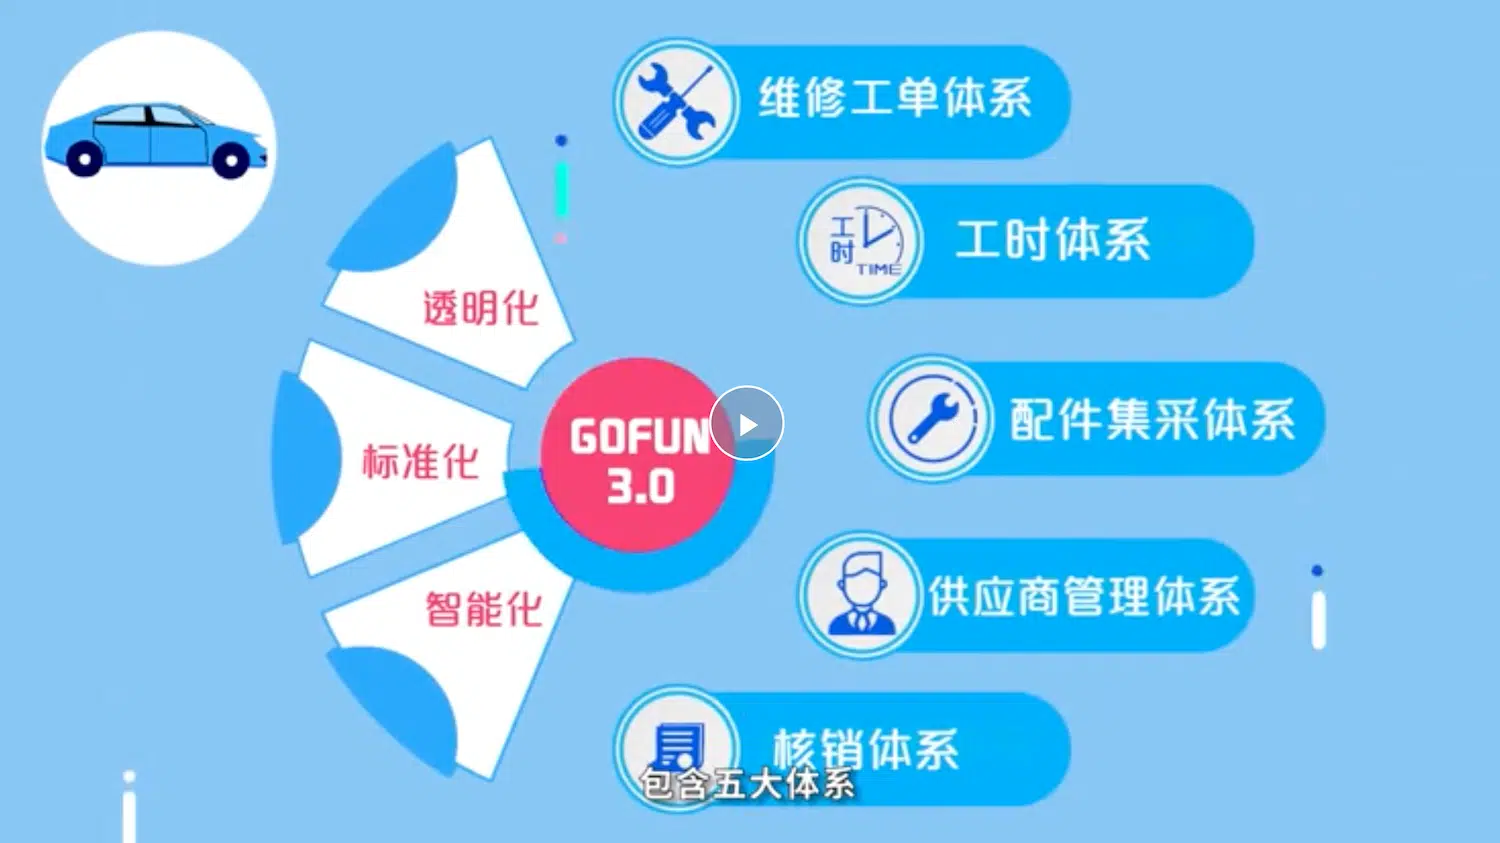 维修工单体系
工时
TIME
工时体系
透明化
标准化
智能化
GOFUN
3.0
配件集采体系
供应商管理体系
核销体系
包含五大体系